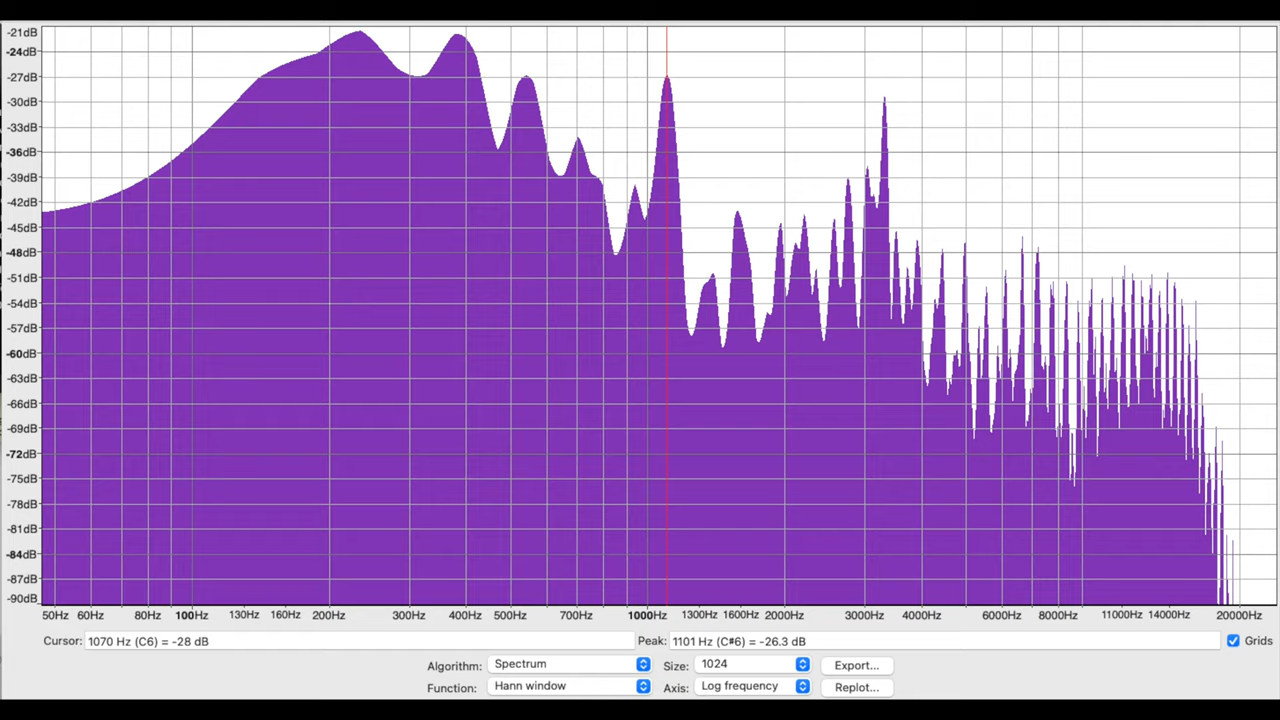 -21dB
-24dB
-27dB
-30dB
-33dB
-36dB
-39dB
-42dB
-45dB
-48dB
-51dB
-54dB
-57dB
-60dB
-63dB
-66dB
-69dB
-72dB
-75dB
-78dB
-81dB
-84dB
-87dB
-90dB
50Hz 60Hz 80Hz 100Hz 130Hz 160Hz 200Hz 300Hz 400Hz 500Hz 700Hz 1000Hz 1300Hz 1600Hz 2000Hz 3000Hz 4000Hz 6000Hz 8000Hz 11000Hz 14000Hz 20000Hz
Cursor: 1070 Hz (C6) = -28 dB Peak: 1101 Hz (C♯6) = -26.3 dB Grids
Algorithm: Spectrum Size: 1024 Export...
Function: Hann window Axis: Log frequency Replot...